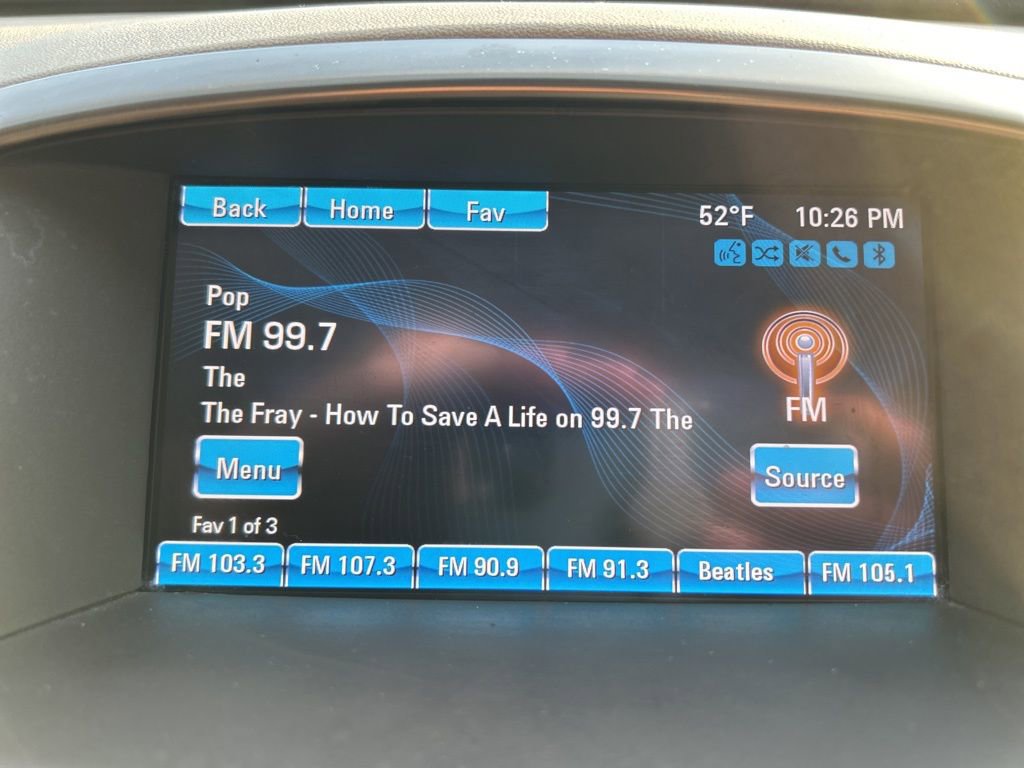 Back Home Fav 52°F 10:26 PM
Pop
FM 99.7
The
The Fray - How To Save A Life on 99.7 The
FM
Menu Source
Fav 1 of 3
FM 103.3 FM 107.3 FM 90.9 FM 91.3 Beatles FM 105.1